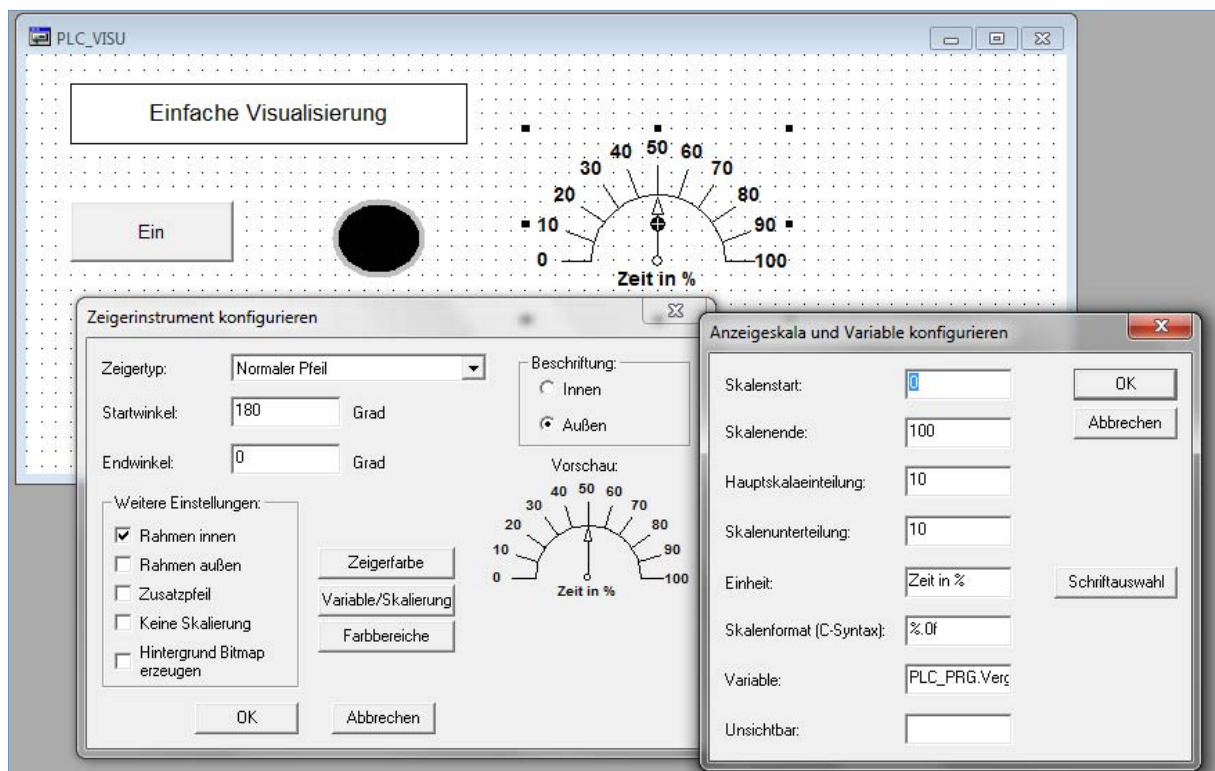 PLC_VISU
Einfache Visualisierung
Ein
0
10
20
30
40
50
60
70
80
90
100
Zeit in %
Zeigerinstrument konfigurieren
Zeigertyp:
Normaler Pfeil
Startwinkel:
180
Grad
Endwinkel:
0
Grad
Beschriftung:
Innen
Außen
Vorschau:
0
10
20
30
40
50
60
70
80
90
100
Zeit in %
Weitere Einstellungen:
Rahmen innen
Rahmen außen
Zusatzpfeil
Keine Skalierung
Hintergrund Bitmap
erzeugen
Zeigerfarbe
Variable/Skalierung
Farbbereiche
OK
Abbrechen
Anzeigeskala und Variable konfigurieren
Skalenstart:
0
OK
Skalenende:
100
Abbrechen
Hauptskalaeinteilung:
10
Skalenunterteilung:
10
Einheit:
Zeit in %
Schriftauswahl
Skalenformat (C-Syntax):
%.0f
Variable:
PLC_PRG.Verg
Unsichtbar: